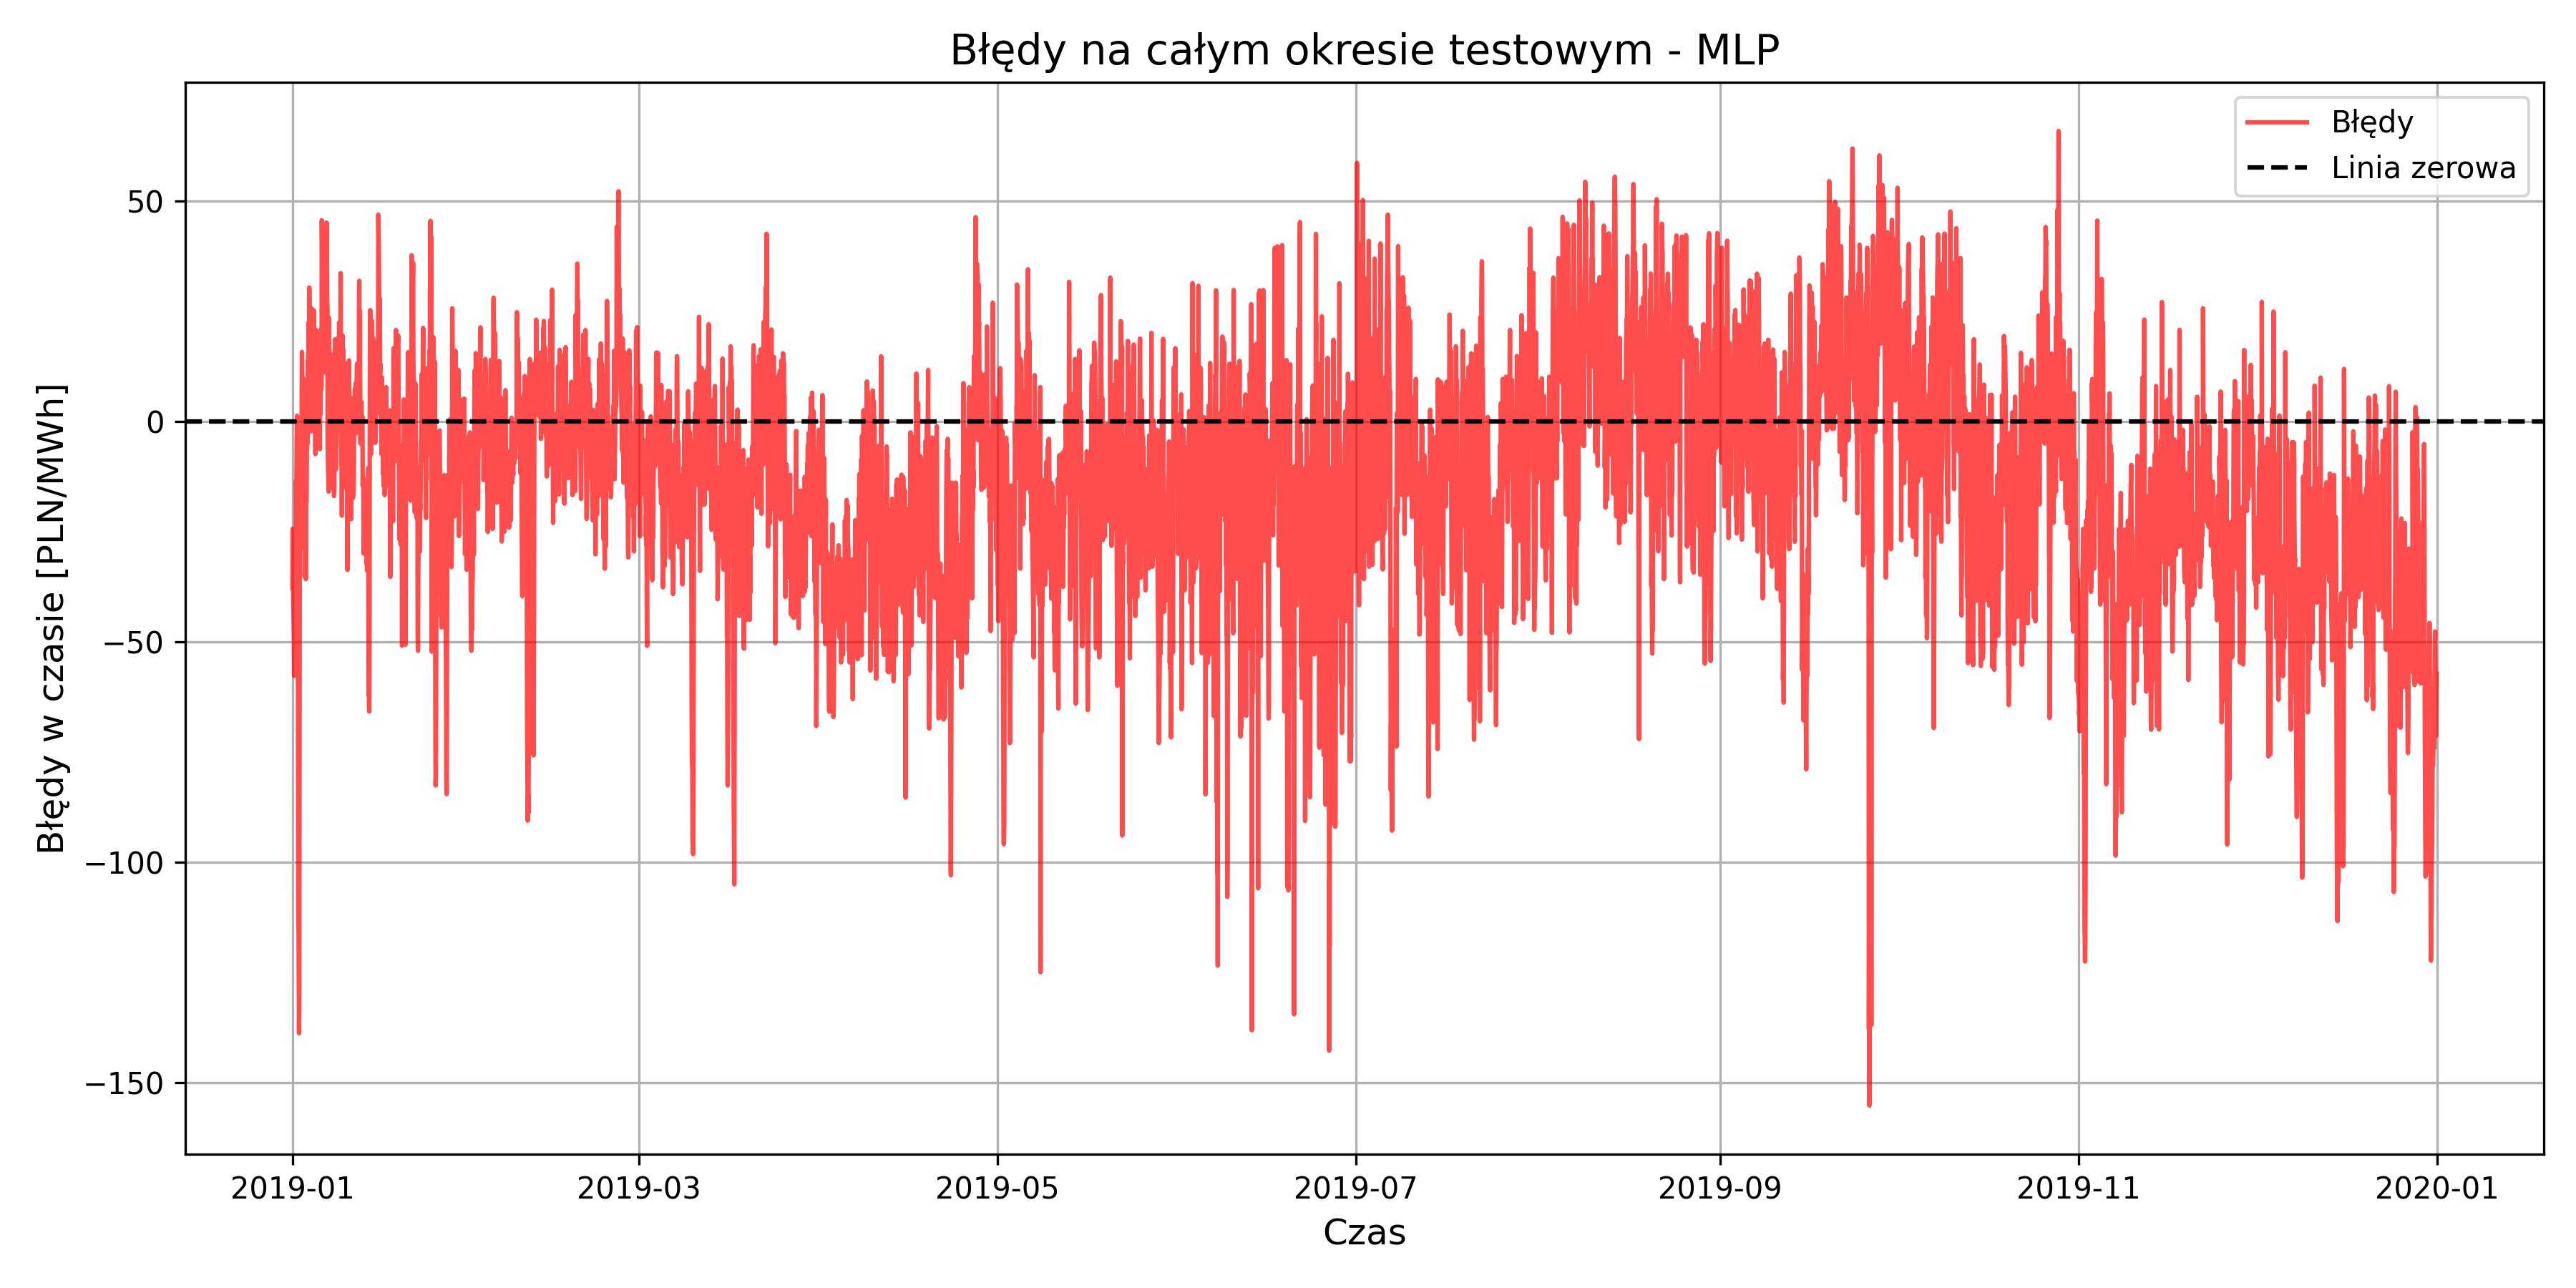 Błędy na całym okresie testowym - MLP
Błędy
Linia zerowa
Błędy w czasie [PLN/MWh]
50
0
−50
−100
−150
2019-01
2019-03
2019-05
2019-07
2019-09
2019-11
2020-01
Czas